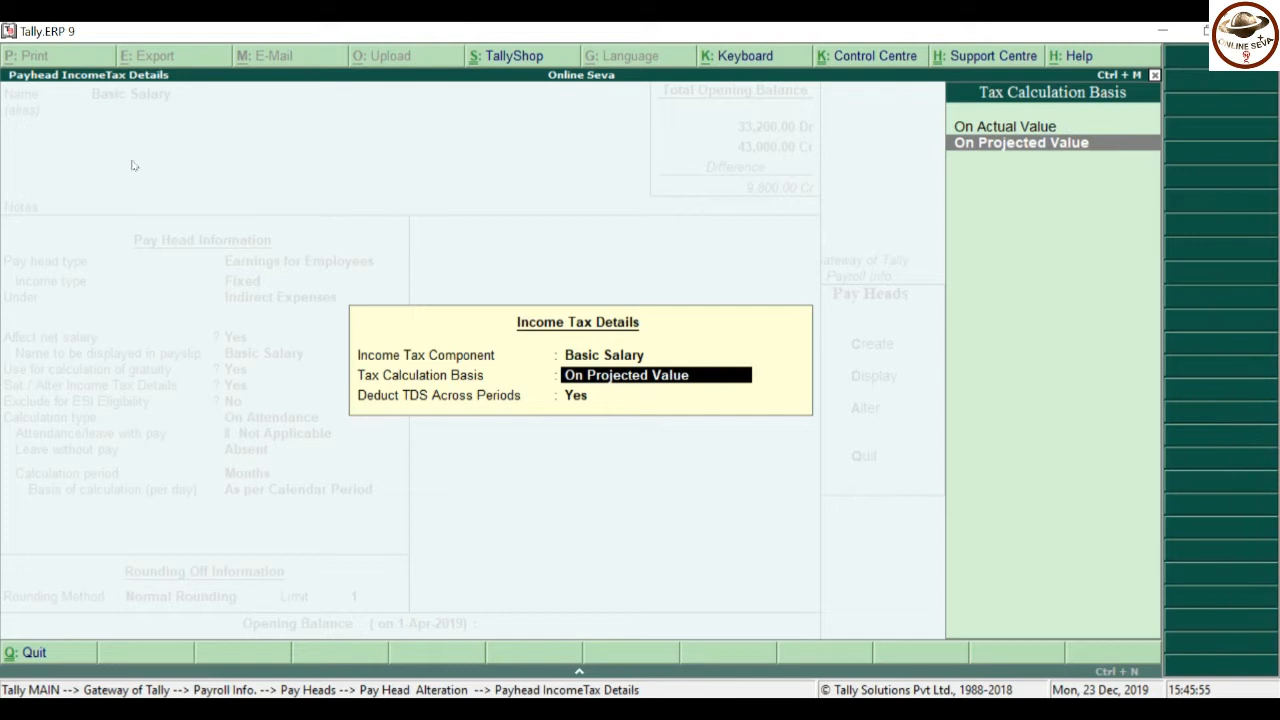 Tally.ERP 9
ONLINE SEVA
P: Print E: Export M: E-Mail O: Upload S: TallyShop G: Language K: Keyboard K: Control Centre H: Support Centre H: Help
Payhead IncomeTax Details Online Seva Ctrl + M
Name Basic Salary
(alias)
Total Opening Balance
33,200.00 Dr
43,000.00 Cr
Difference
9,800.00 Cr
Notes
Pay Head Information
Pay head type Earnings for Employees
Income type Fixed
Under Indirect Expenses
Affect net salary ? Yes
Name to be displayed in payslip Basic Salary
Use for calculation of gratuity ? Yes
Set / Alter Income Tax Details ? Yes
Exclude for ESI Eligibility ? No
Calculation type On Attendance
Attendance/leave with pay Not Applicable
Leave without pay Absent
Calculation period Months
Basis of calculation (per day) As per Calendar Period
Rounding Off Information
Rounding Method Normal Rounding Limit 1
Opening Balance ( on 1-Apr-2019) :
Income Tax Details
Income Tax Component : Basic Salary
Tax Calculation Basis : On Projected Value
Deduct TDS Across Periods : Yes
ateway of Tally
Payroll Info
Pay Heads
Create
Display
Alter
Quit
Tax Calculation Basis
On Actual Value
On Projected Value
Q: Quit
Ctrl + N
Tally MAIN --> Gateway of Tally --> Payroll Info. --> Pay Heads --> Pay Head Alteration --> Payhead IncomeTax Details © Tally Solutions Pvt Ltd., 1988-2018 Mon, 23 Dec, 2019 15:45:55